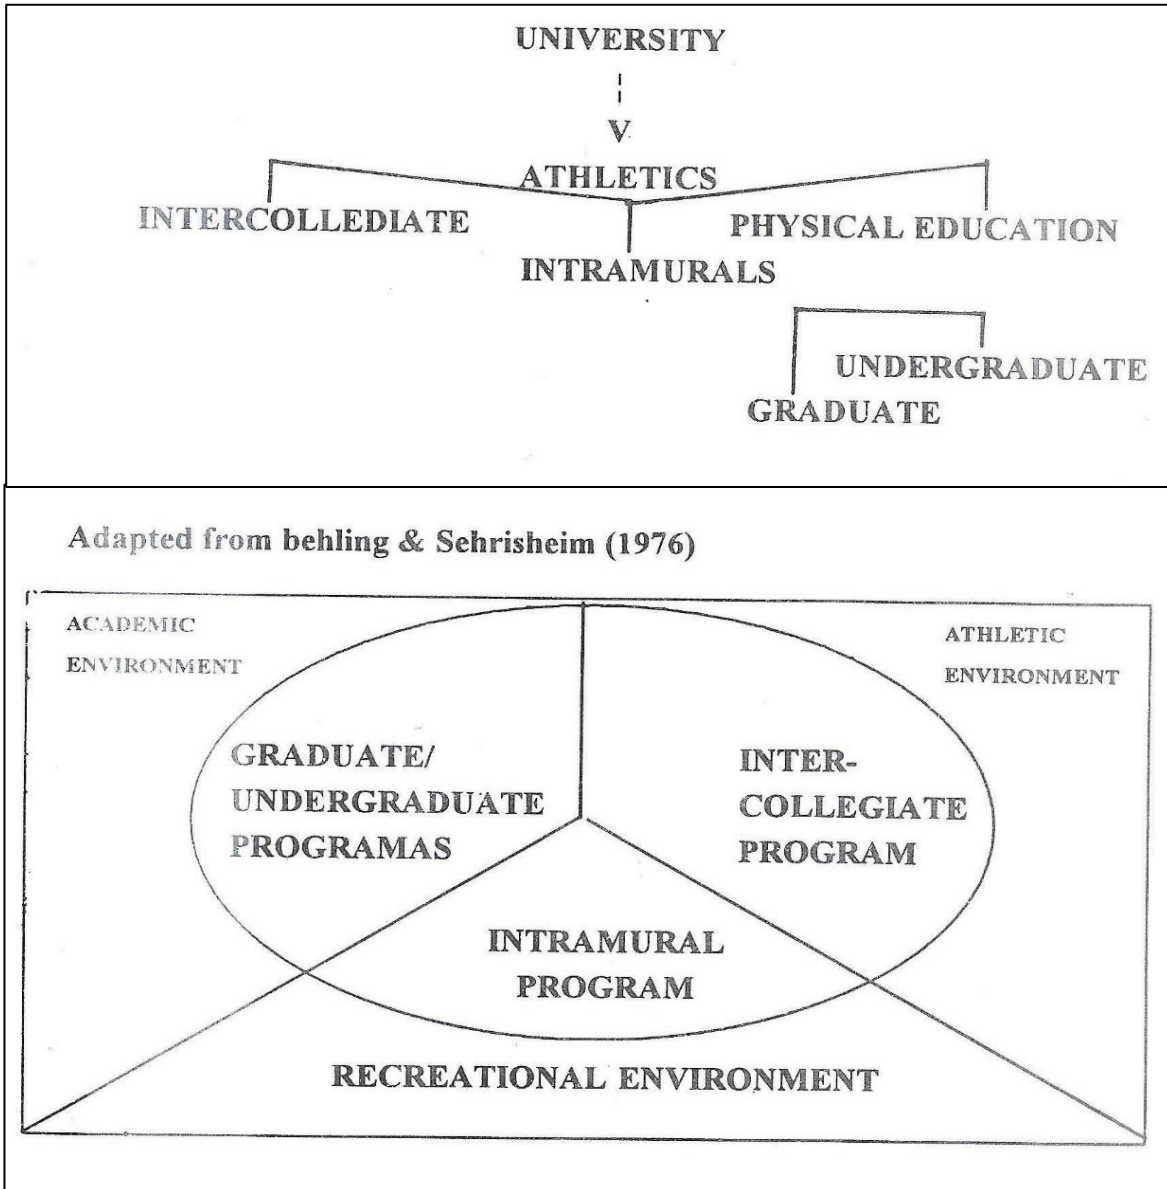 UNIVERSITY
V
ATHLETICS
INTERCOLLEDIATE
PHYSICAL EDUCATION
INTRAMURALS
UNDERGRADUATE
GRADUATE
Adapted from behling & Sehrisheim (1976)
ACADEMIC
ENVIRONMENT
ATHLETIC
ENVIRONMENT
GRADUATE/
UNDERGRADUATE
PROGRAMAS
INTER-
COLLEGIATE
PROGRAM
INTRAMURAL
PROGRAM
RECREATIONAL ENVIRONMENT